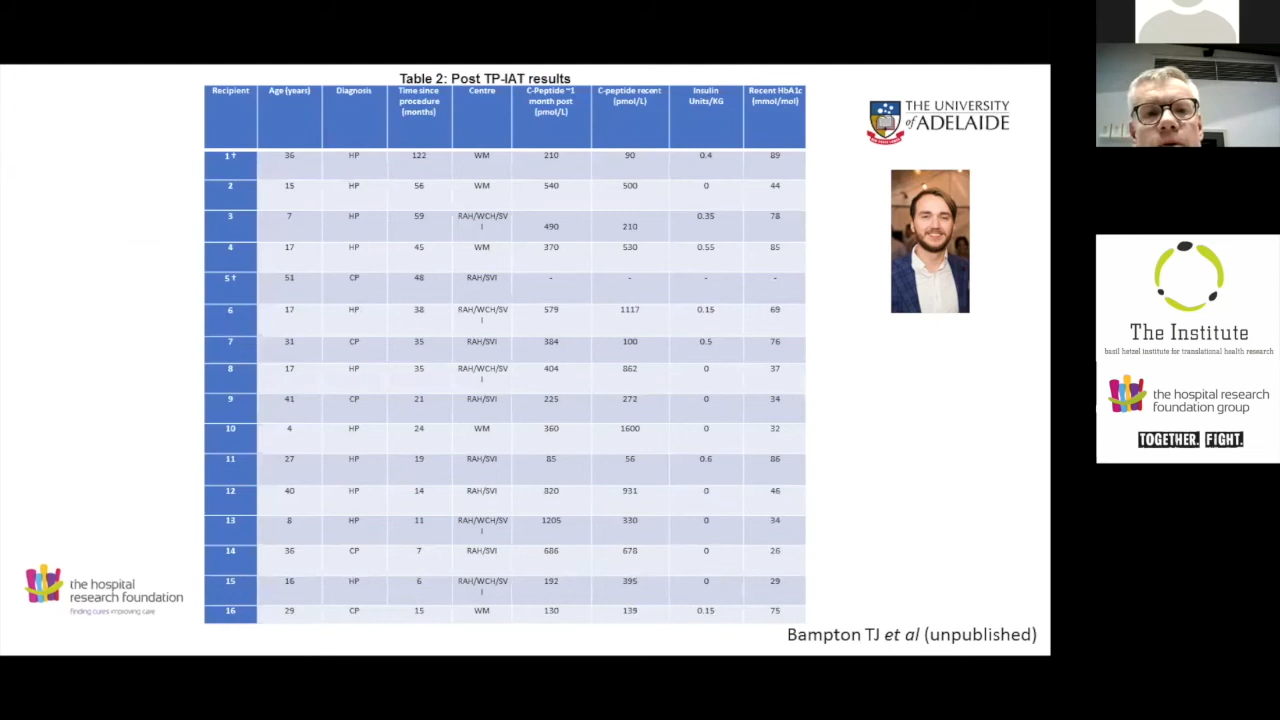 Table 2: Post TP-IAT results
Recipient Age (years) Diagnosis Time since procedure (months) Centre C-Peptide ~1 month post (pmol/L) C-peptide recent (pmol/L) Insulin Units/KG Recent HbA1c (mmol/mol)
1 † 36 HP 122 WM 210 90 0.4 89
2 15 HP 56 WM 540 500 0 44
3 7 HP 59 RAH/WCH/SVI 490 210 0.35 78
4 17 HP 45 WM 370 530 0.55 85
5 † 51 CP 48 RAH/SVI - - - -
6 17 HP 38 RAH/WCH/SVI 579 1117 0.15 69
7 31 CP 35 RAH/SVI 384 100 0.5 76
8 17 HP 35 RAH/WCH/SVI 404 862 0 37
9 41 CP 21 RAH/SVI 225 272 0 34
10 4 HP 24 WM 360 1600 0 32
11 27 HP 19 RAH/SVI 85 56 0.6 86
12 40 HP 14 RAH/SVI 820 931 0 46
13 8 HP 11 RAH/WCH/SVI 1205 330 0 34
14 36 CP 7 RAH/SVI 686 678 0 26
15 16 HP 6 RAH/WCH/SVI 192 395 0 29
16 29 CP 15 WM 130 139 0.15 75
Bampton TJ et al (unpublished)
THE UNIVERSITY
of ADELAIDE
the hospital
research foundation
finding cures improving care
The Institute
basil hetzel institute for translational health research
the hospital research
foundation group
TOGETHER. FIGHT.